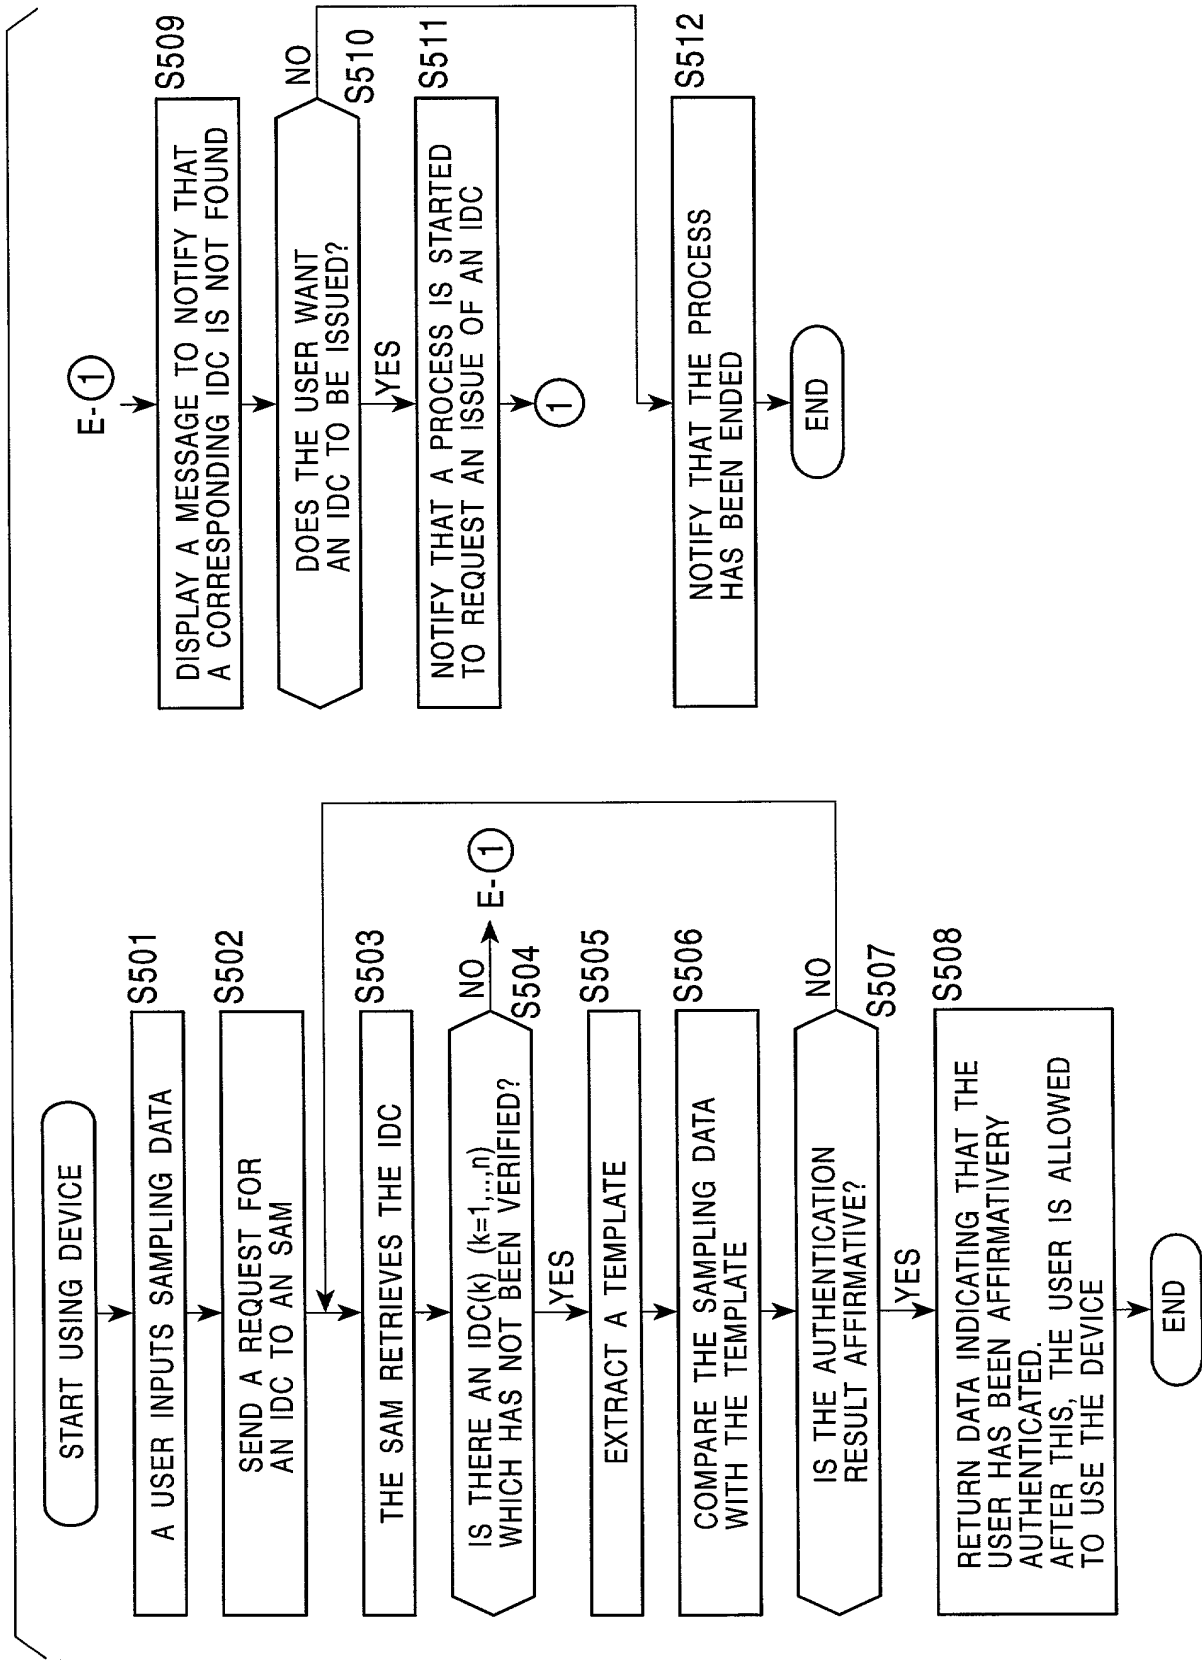 START USING DEVICE
S501
A USER INPUTS SAMPLING DATA
S502
SEND A REQUEST FOR
AN IDC TO AN SAM
S503
THE SAM RETRIEVES THE IDC
IS THERE AN IDC(k) (k=1,..,n)
WHICH HAS NOT BEEN VERIFIED?
NO
E-1
S504
YES
S505
EXTRACT A TEMPLATE
S506
COMPARE THE SAMPLING DATA
WITH THE TEMPLATE
IS THE AUTHENTICATION
RESULT AFFIRMATIVE?
NO
S507
YES
S508
RETURN DATA INDICATING THAT THE
USER HAS BEEN AFFIRMATIVERY
AUTHENTICATED.
AFTER THIS, THE USER IS ALLOWED
TO USE THE DEVICE
END
E-1
S509
DISPLAY A MESSAGE TO NOTIFY THAT
A CORRESPONDING IDC IS NOT FOUND
NO
DOES THE USER WANT
AN IDC TO BE ISSUED?
S510
YES
S511
NOTIFY THAT A PROCESS IS STARTED
TO REQUEST AN ISSUE OF AN IDC
1
S512
NOTIFY THAT THE PROCESS
HAS BEEN ENDED
END